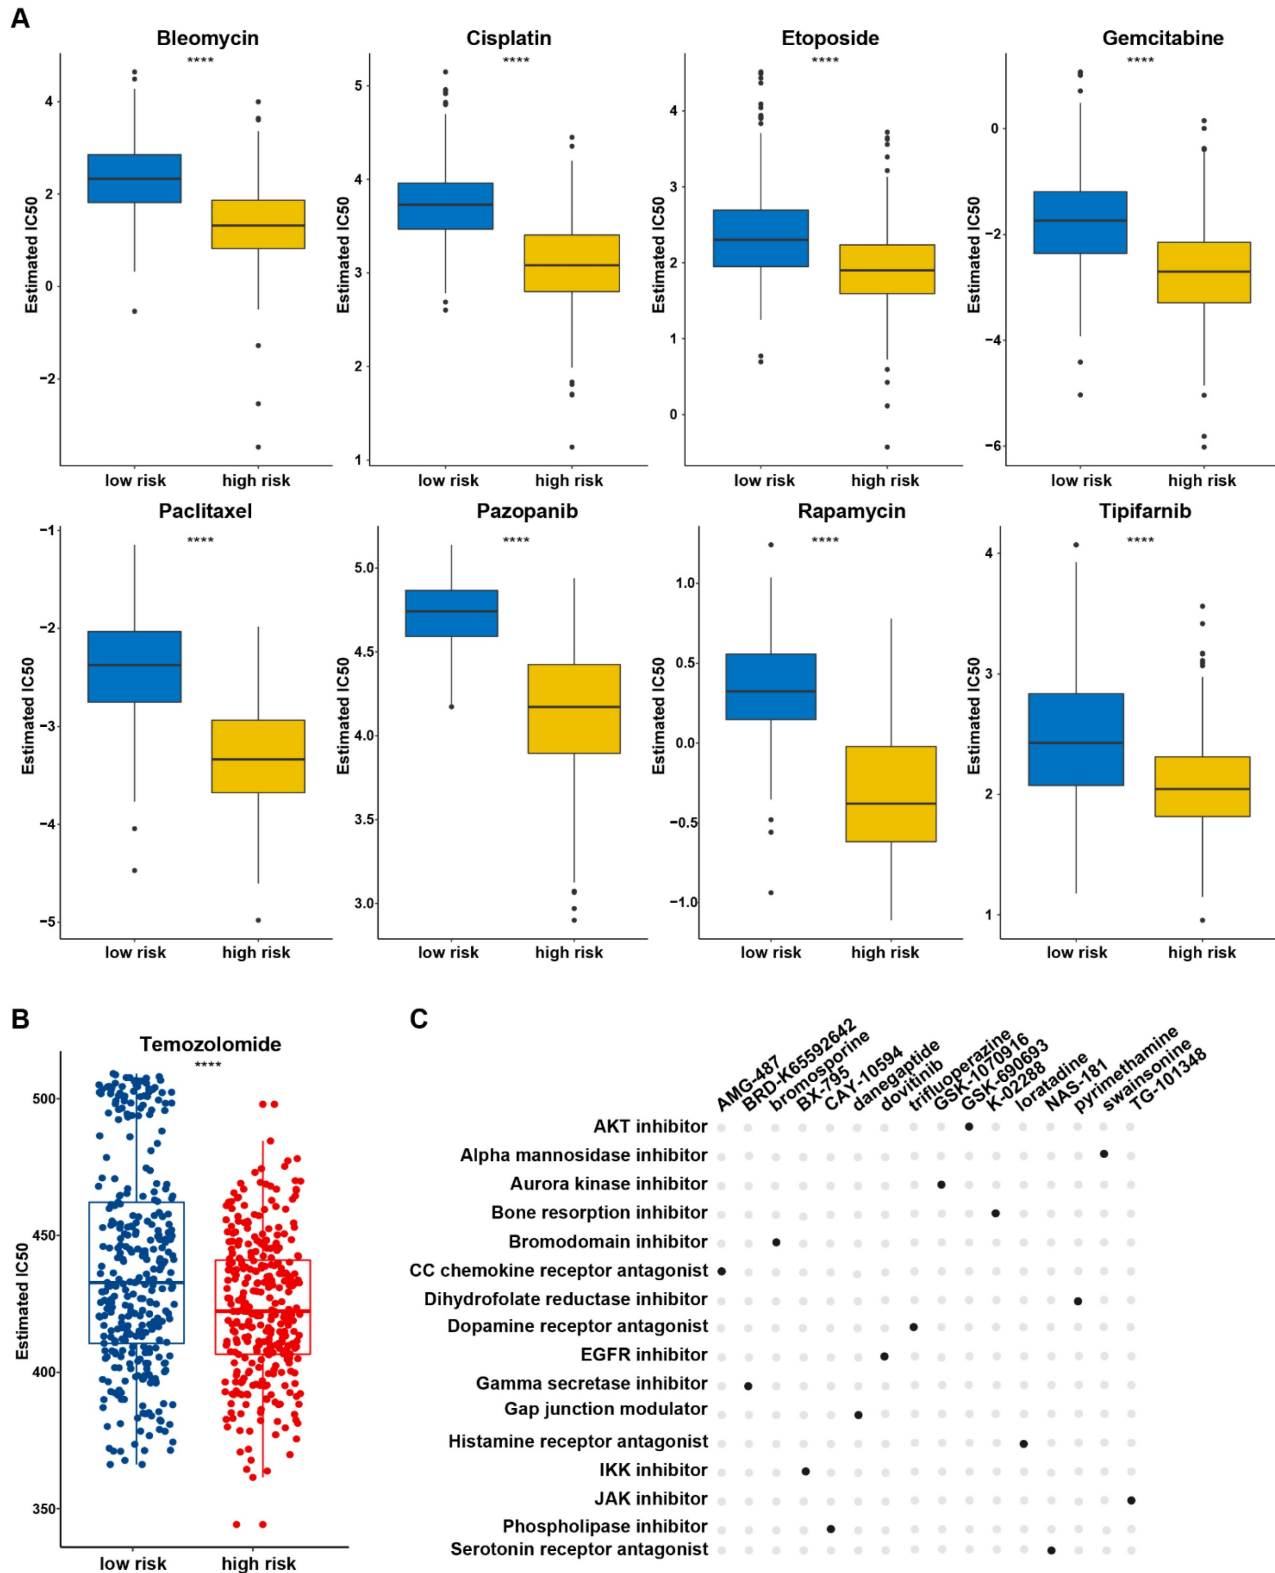 A
Bleomycin
****
Estimated IC50
4
2
0
−2
low risk
high risk
Cisplatin
****
Estimated IC50
5
4
3
2
1
low risk
high risk
Etoposide
****
Estimated IC50
4
3
2
1
0
low risk
high risk
Gemcitabine
****
Estimated IC50
0
−2
−4
−6
low risk
high risk
Paclitaxel
****
Estimated IC50
−1
−2
−3
−4
−5
low risk
high risk
Pazopanib
****
Estimated IC50
5.0
4.5
4.0
3.5
3.0
low risk
high risk
Rapamycin
****
Estimated IC50
1.0
0.5
0.0
−0.5
−1.0
low risk
high risk
Tipifarnib
****
Estimated IC50
4
3
2
1
low risk
high risk
B
Temozolomide
****
Estimated IC50
500
450
400
350
low risk
high risk
C
AMG-487
BRD-K65592642
bromosporine
BX-795
CAY-10594
danegaptide
dovitinib
trifluoperazine
GSK-1070916
GSK-690693
K-02288
loratadine
NAS-181
pyrimethamine
swainsonine
TG-101348
AKT inhibitor
Alpha mannosidase inhibitor
Aurora kinase inhibitor
Bone resorption inhibitor
Bromodomain inhibitor
CC chemokine receptor antagonist
Dihydrofolate reductase inhibitor
Dopamine receptor antagonist
EGFR inhibitor
Gamma secretase inhibitor
Gap junction modulator
Histamine receptor antagonist
IKK inhibitor
JAK inhibitor
Phospholipase inhibitor
Serotonin receptor antagonist